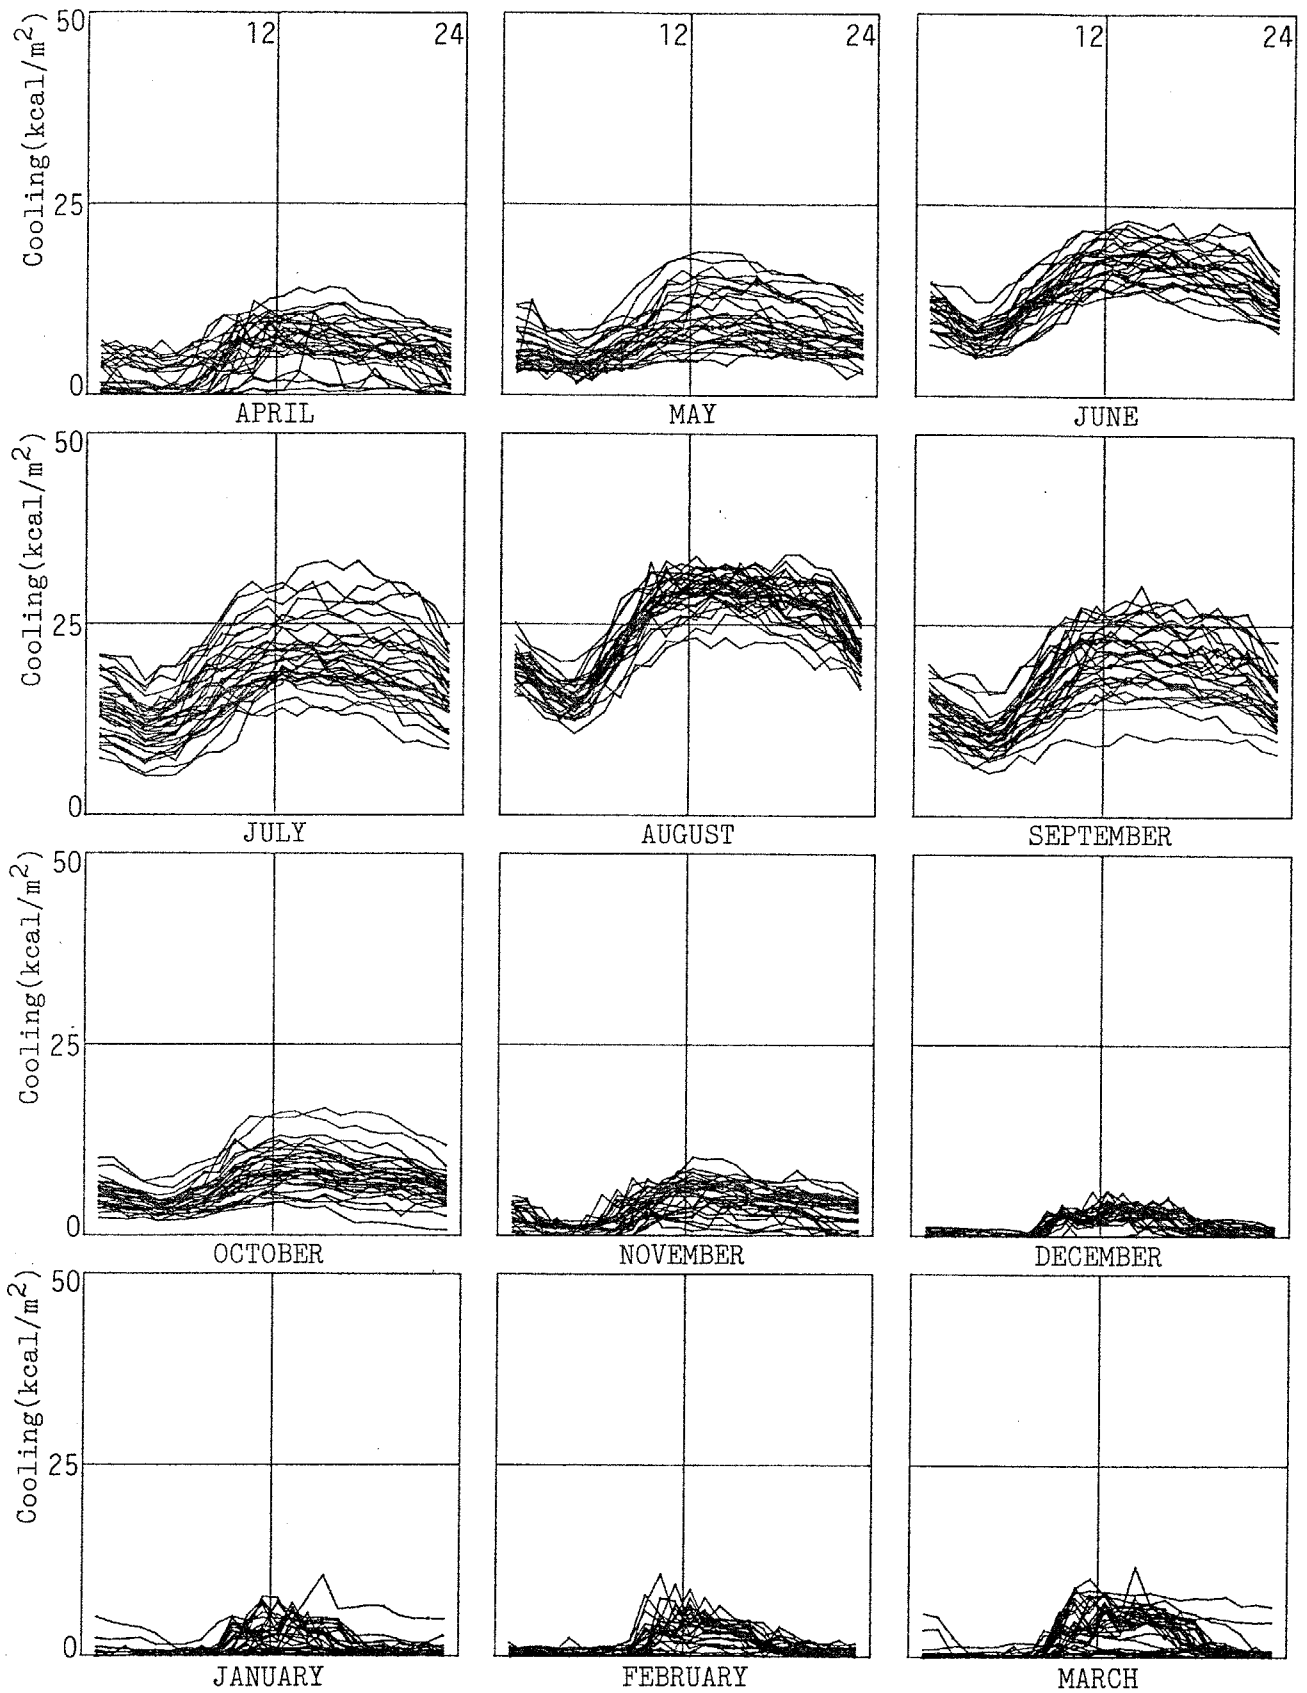 Cooling(kcal/m²)
50
12
24
12
24
12
24
25
0
APRIL
MAY
JUNE
Cooling(kcal/m²)
50
25
0
JULY
AUGUST
SEPTEMBER
Cooling(kcal/m²)
50
25
0
OCTOBER
NOVEMBER
DECEMBER
Cooling(kcal/m²)
50
25
0
JANUARY
FEBRUARY
MARCH